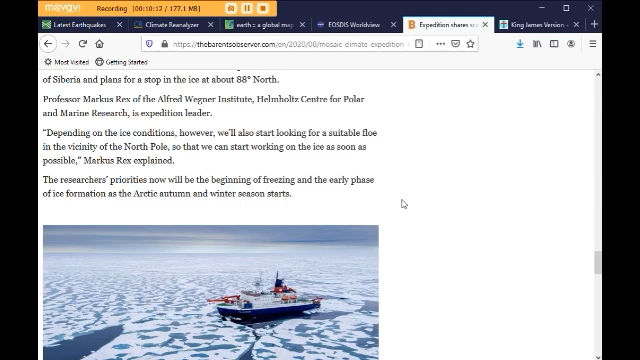 movavi
Recording
(00:10:12 / 177.1 MB)
Latest Earthquakes
Climate Reanalyzer
earth :: a global map
EOSDIS Worldview
Expedition shares
King James Version -
https://thebarentsobserver.com/en/2020/08/mosaic-climate-expedition
Most Visited
Getting Started
of Siberia and plans for a stop in the ice at about 88° North.
Professor Markus Rex of the Alfred Wegner Institute, Helmholtz Centre for Polar
and Marine Research, is expedition leader.
“Depending on the ice conditions, however, we'll also start looking for a suitable floe
in the vicinity of the North Pole, so that we can start working on the ice as soon as
possible,” Markus Rex explained.
The researchers’ priorities now will be the beginning of freezing and the early phase
of ice formation as the Arctic autumn and winter season starts.